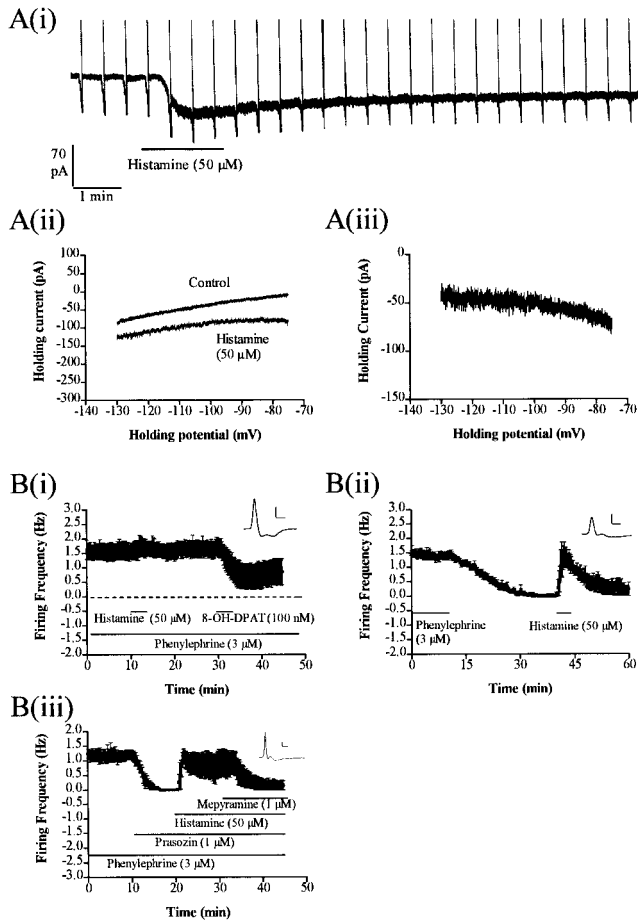 A(i)
70
pA
1 min
Histamine (50 μM)
A(ii)
Holding current (pA)
100
50
0
-50
-100
-150
-200
-250
-300
Control
Histamine
(50 μM)
-140 -130 -120 -110 -100 -90 -80 -70
Holding potential (mV)
A(iii)
Holding Current (pA)
0
-50
-100
-150
-140 -130 -120 -110 -100 -90 -80 -70
Holding potential (mV)
B(i)
Firing Frequency (Hz)
3.0
2.5
2.0
1.5
1.0
0.5
0.0
-0.5
-1.0
-1.5
-2.0
Histamine (50 μM) 8-OH-DPAT (100 nM)
Phenylephrine (3 μM)
0 10 20 30 40 50
Time (min)
B(ii)
Firing Frequency (Hz)
3.0
2.5
2.0
1.5
1.0
0.5
0.0
-0.5
-1.0
-1.5
-2.0
Phenylephrine
(3 μM)
Histamine (50 μM)
0 15 30 45 60
Time (min)
B(iii)
Firing Frequency (Hz)
3.0
2.5
2.0
1.5
1.0
0.5
0.0
-0.5
-1.0
-1.5
-2.0
-2.5
-3.0
Mepyramine (1 μM)
Histamine (50 μM)
Prasozin (1 μM)
Phenylephrine (3 μM)
0 10 20 30 40 50
Time (min)